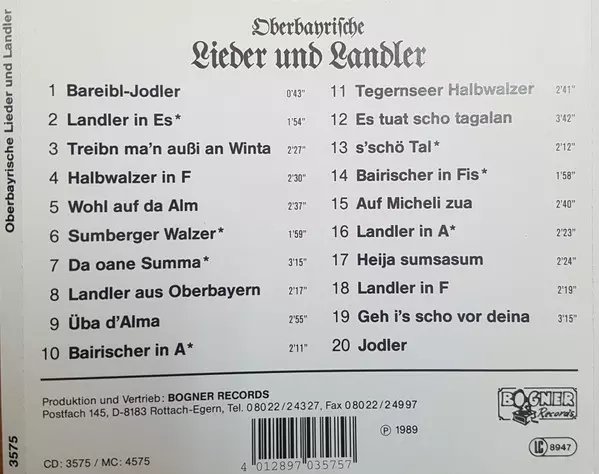 Oberbayrische
Lieder und Landler
1 Bareibl-Jodler 0'43"
2 Landler in Es* 1'54"
3 Treibn ma'n außi an Winta 2'27"
4 Halbwalzer in F 2'30"
5 Wohl auf da Alm 2'37"
6 Sumberger Walzer* 1'59"
7 Da oane Summa* 3'15"
8 Landler aus Oberbayern 2'17"
9 Üba d'Alma 2'55"
10 Bairischer in A* 2'11"
11 Tegernseer Halbwalzer 2'41"
12 Es tuat scho tagalan 3'42"
13 s'schö Tal* 2'12"
14 Bairischer in Fis* 1'58"
15 Auf Micheli zua 2'40"
16 Landler in A* 2'23"
17 Heija sumsasum 2'24"
18 Landler in F 2'19"
19 Geh i's scho vor deina 3'15"
20 Jodler
Produktion und Vertrieb: BOGNER RECORDS
Postfach 145, D-8183 Rottach-Egern, Tel. 08022/24327, Fax 08022/24997
CD: 3575 / MC: 4575
4 012897 035757
℗ 1989
BOGNER
Records
LC 8947
Oberbayrische Lieder und Landler
3575